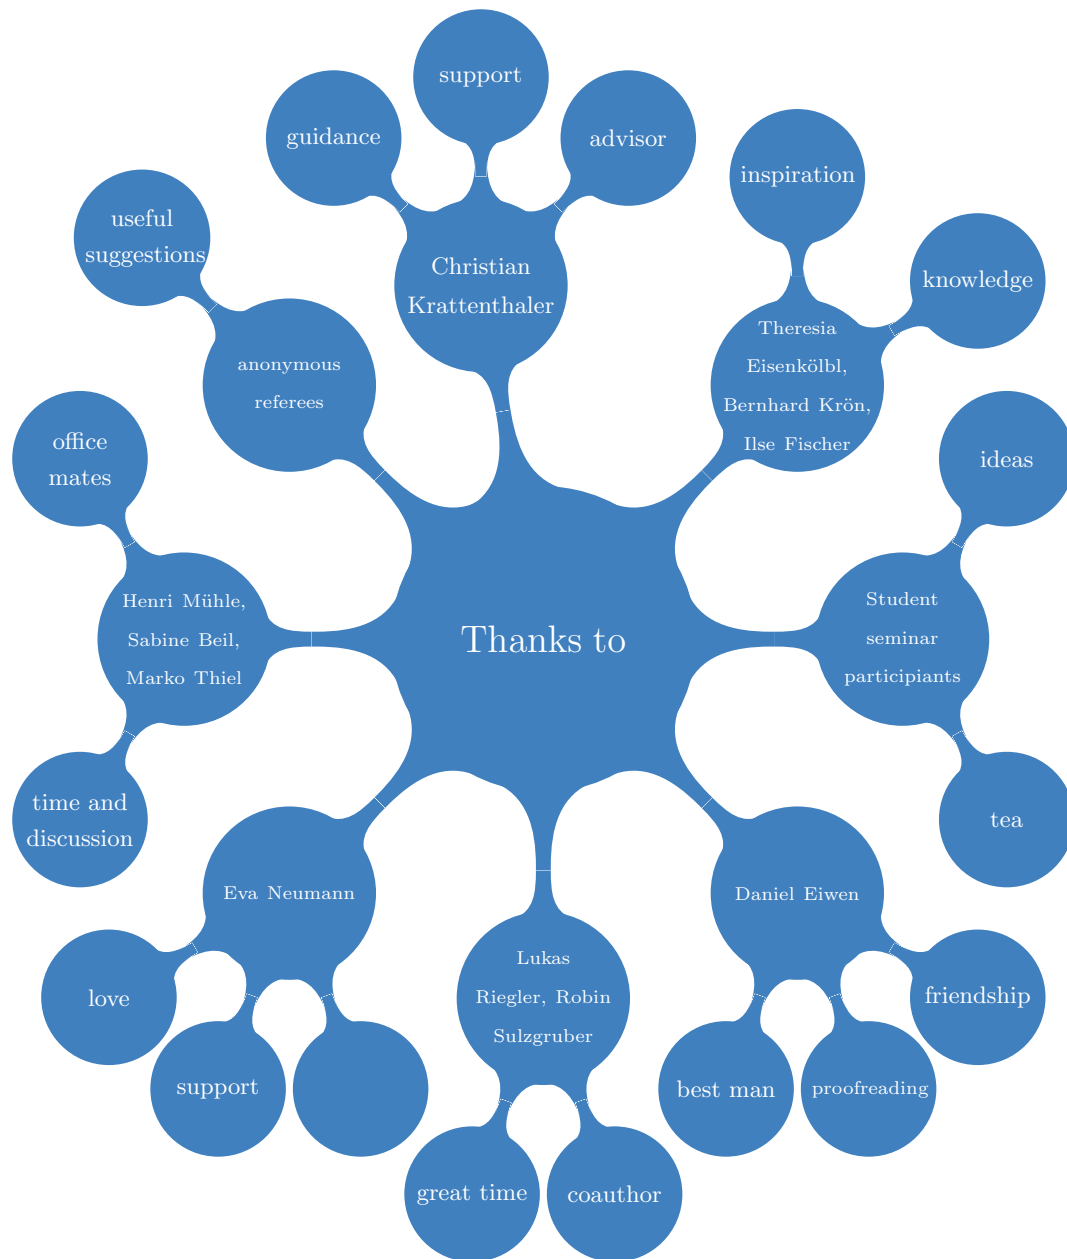 support
guidance
advisor
inspiration
useful
suggestions
knowledge
Christian
Krattenthaler
Theresia
Eisenkölbl,
Bernhard Krön,
Ilse Fischer
anonymous
referees
office
mates
ideas
Henri Mühle,
Sabine Beil,
Marko Thiel
Thanks to
Student
seminar
participiants
time and
discussion
tea
Eva Neumann
Daniel Eiwen
Lukas
Riegler, Robin
Sulzgruber
love
friendship
support
best man
proofreading
great time
coauthor